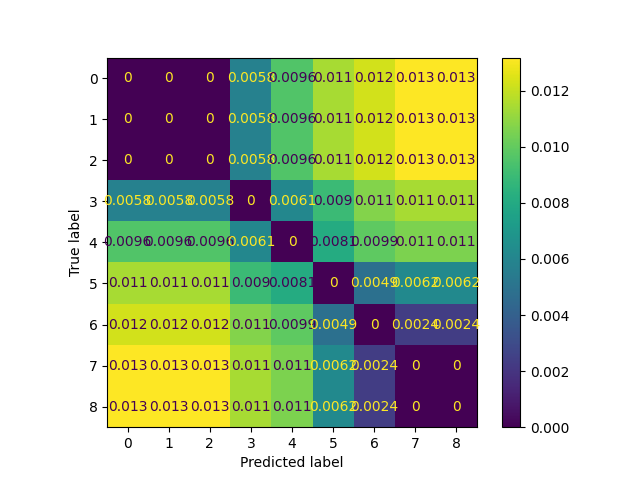 0 0 0 0 0.0058 0.0096 0.011 0.012 0.013 0.013
1 0 0 0 0.0058 0.0096 0.011 0.012 0.013 0.013
2 0 0 0 0.0058 0.0096 0.011 0.012 0.013 0.013
3 0.0058 0.0058 0.0058 0 0.0061 0.009 0.011 0.011 0.011
4 0.0096 0.0096 0.0096 0.0061 0 0.0081 0.0099 0.011 0.011
5 0.011 0.011 0.011 0.009 0.0081 0 0.0049 0.0062 0.0062
6 0.012 0.012 0.012 0.011 0.0099 0.0049 0 0.0024 0.0024
7 0.013 0.013 0.013 0.011 0.011 0.0062 0.0024 0 0
8 0.013 0.013 0.013 0.011 0.011 0.0062 0.0024 0 0
0 1 2 3 4 5 6 7 8
Predicted label
True label
0.012
0.010
0.008
0.006
0.004
0.002
0.000